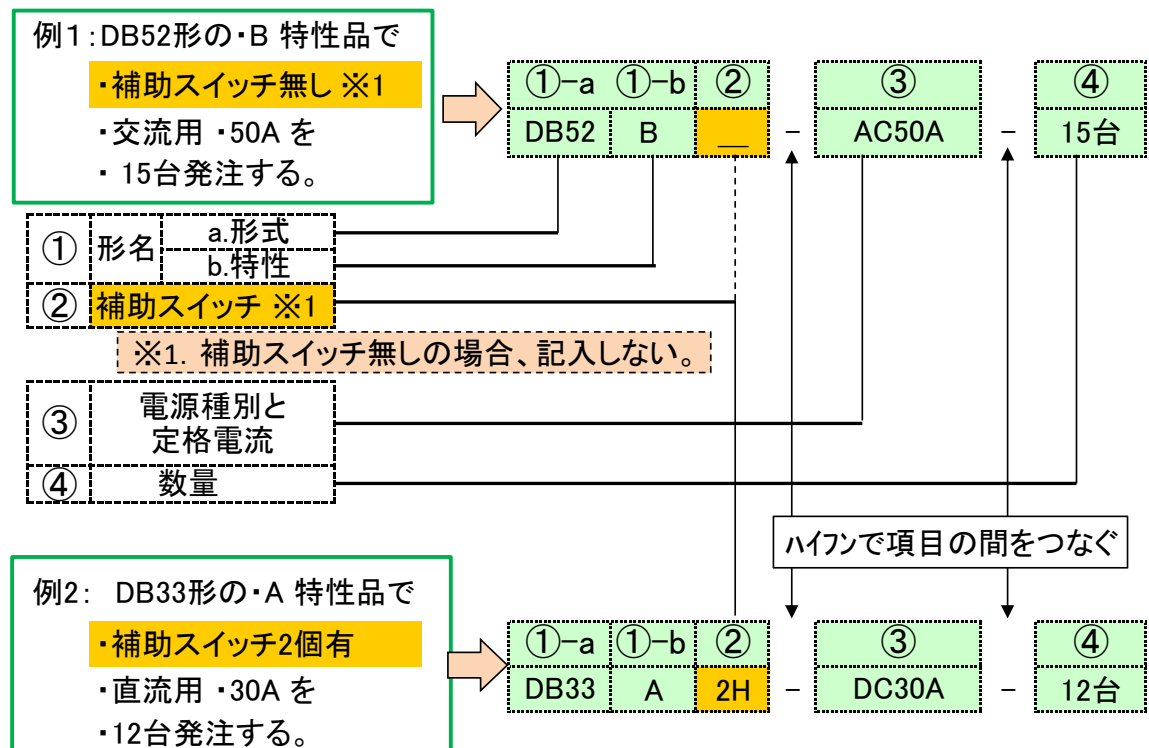 例1:DB52形の・B 特性品で
・補助スイッチ無し ※1
・交流用 ・50A を
・ 15台発注する。
①-a ①-b ② ③ ④
DB52 B _ - AC50A - 15台
① 形名 a.形式
b.特性
② 補助スイッチ ※1
※1. 補助スイッチ無しの場合、記入しない。
③ 電源種別と
定格電流
④ 数量
ハイフンで項目の間をつなぐ
例2: DB33形の・A 特性品で
・補助スイッチ2個有
・直流用 ・30A を
・12台発注する。
①-a ①-b ② ③ ④
DB33 A 2H - DC30A - 12台